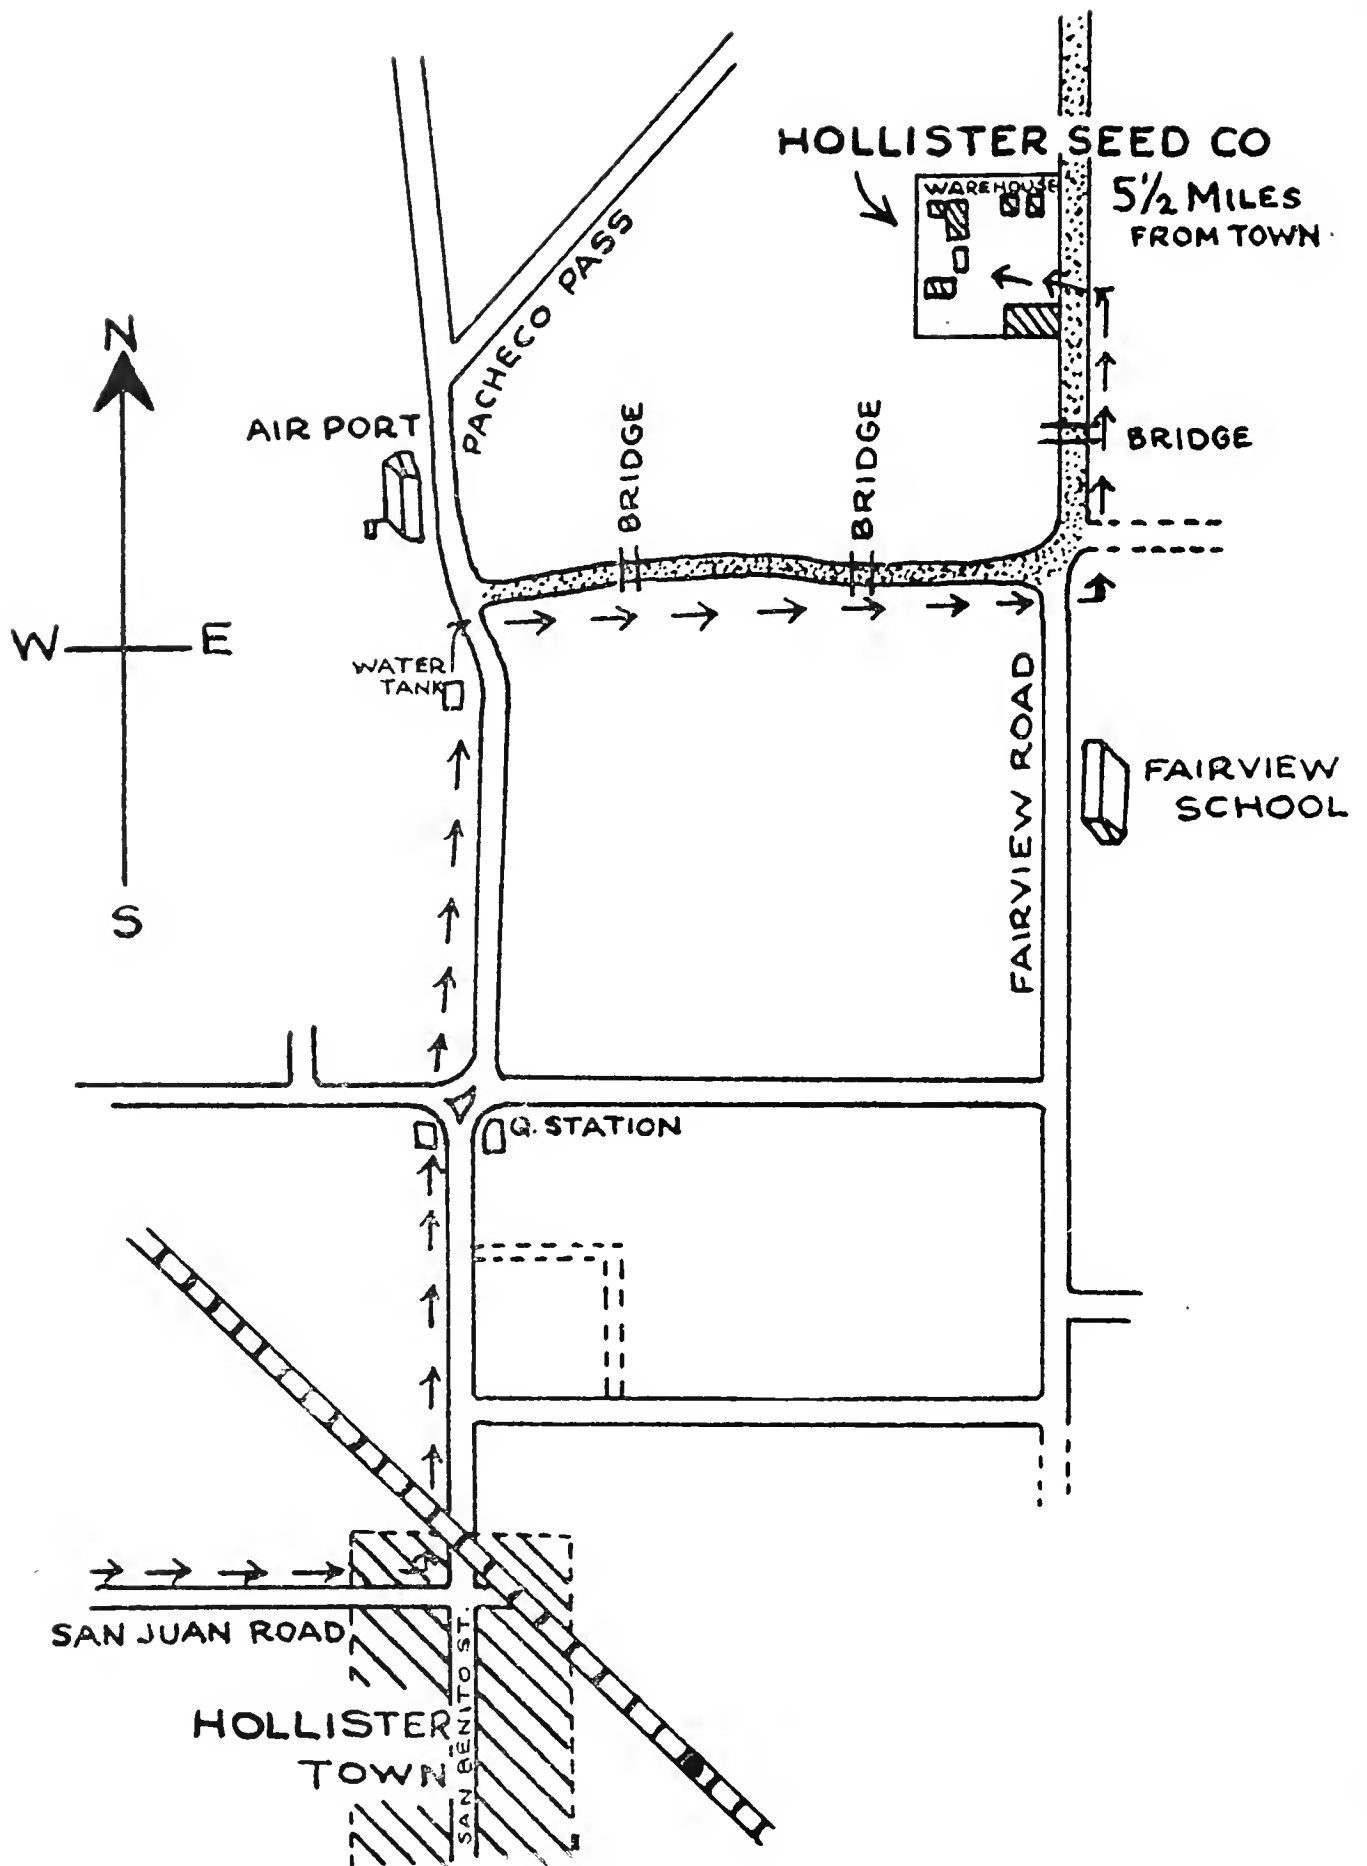 HOLLISTER SEED CO
WAREHOUSE
5½ MILES
FROM TOWN
PACHECO PASS
N
AIR PORT
BRIDGE
BRIDGE
BRIDGE
W
E
WATER
TANK
FAIRVIEW ROAD
FAIRVIEW
SCHOOL
S
Q. STATION
SAN JUAN ROAD
SAN BENITO ST.
HOLLISTER
TOWN